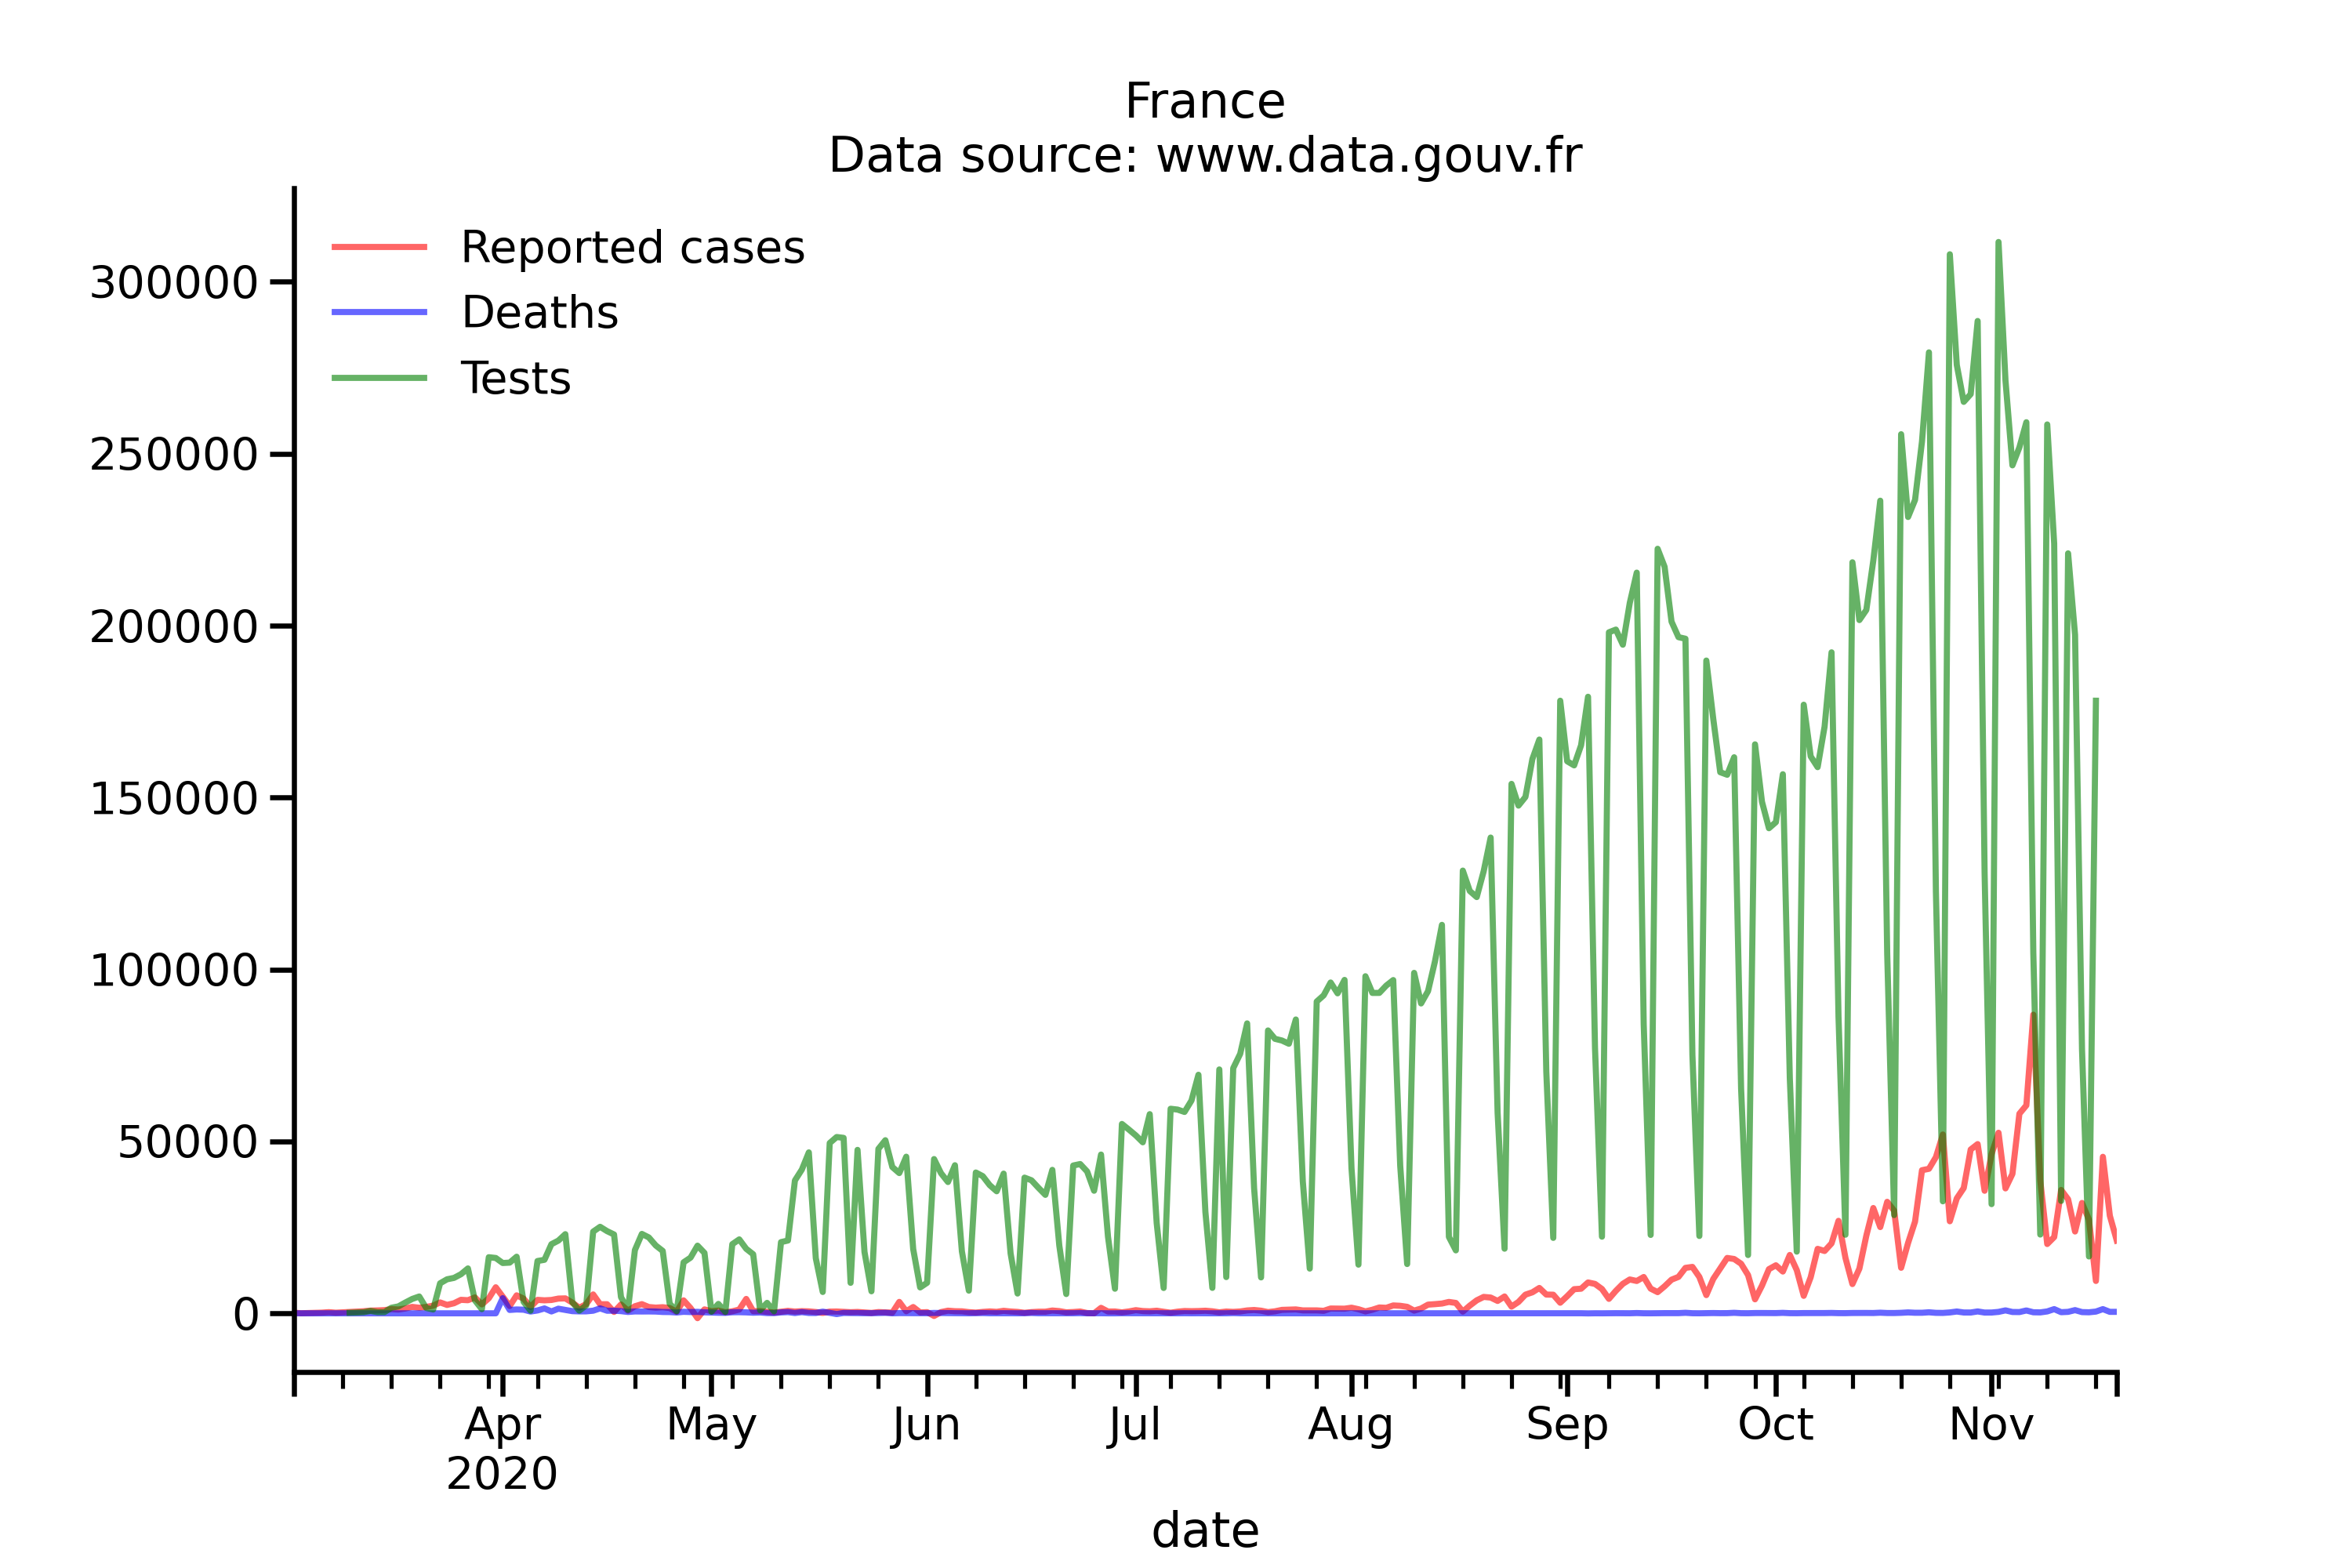 France
Data source: www.data.gouv.fr
Reported cases
Deaths
Tests
300000
250000
200000
150000
100000
50000
0
Apr
2020
May
Jun
Jul
Aug
Sep
Oct
Nov
date